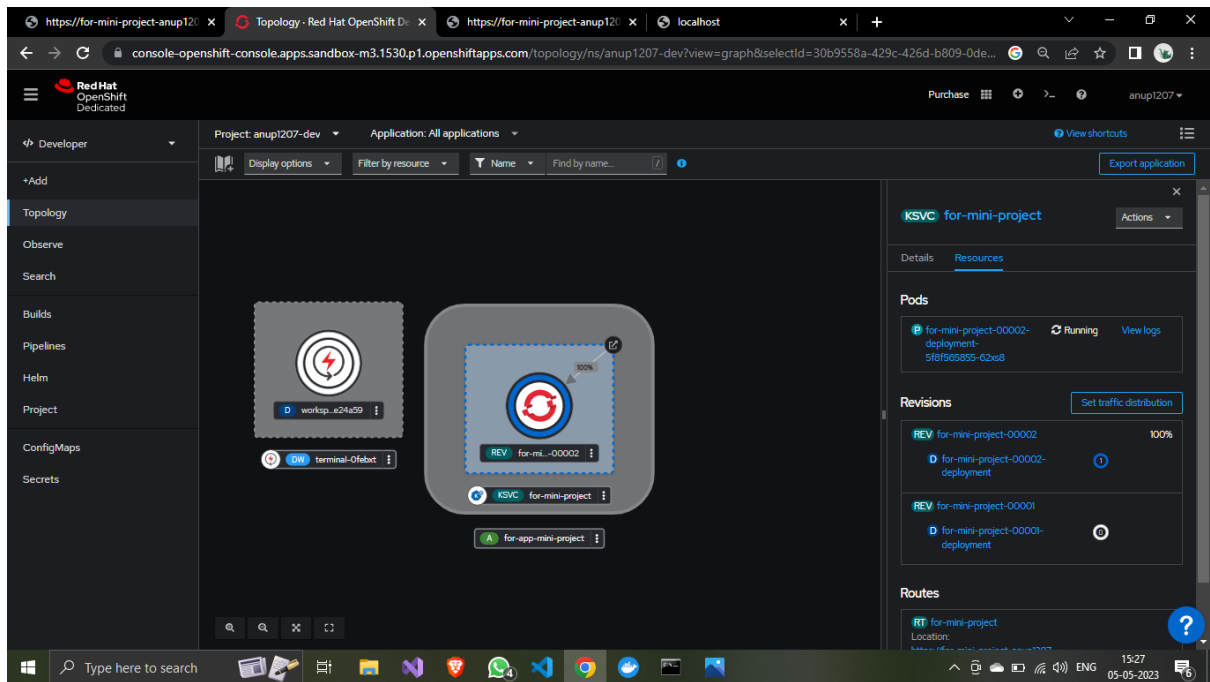 https://for-mini-project-anup120
Topology · Red Hat OpenShift De
https://for-mini-project-anup120
localhost
console-openshift-console.apps.sandbox-m3.1530.p1.openshiftapps.com/topology/ns/anup1207-dev?view=graph&selectId=30b9558a-429c-426d-b809-0de...
Red Hat
OpenShift
Dedicated
Purchase
anup1207
Developer
Project: anup1207-dev
Application: All applications
View shortcuts
Display options
Filter by resource
Name
Find by name...
/
Export application
+Add
Topology
Observe
Search
Builds
Pipelines
Helm
Project
ConfigMaps
Secrets
D worksp...e24a59
DW terminal-0febxt
100%
REV for-mi...-00002
KSVC for-mini-project
A for-app-mini-project
KSVC for-mini-project
Actions
Details
Resources
Pods
P for-mini-project-00002-
deployment-
5f8f565855-62xs8
Running
View logs
Revisions
Set traffic distribution
REV for-mini-project-00002
100%
D for-mini-project-00002-
deployment
1
REV for-mini-project-00001
D for-mini-project-00001-
deployment
0
Routes
RT for-mini-project
Location:
?
Type here to search
4
ENG
15:27
05-05-2023
6